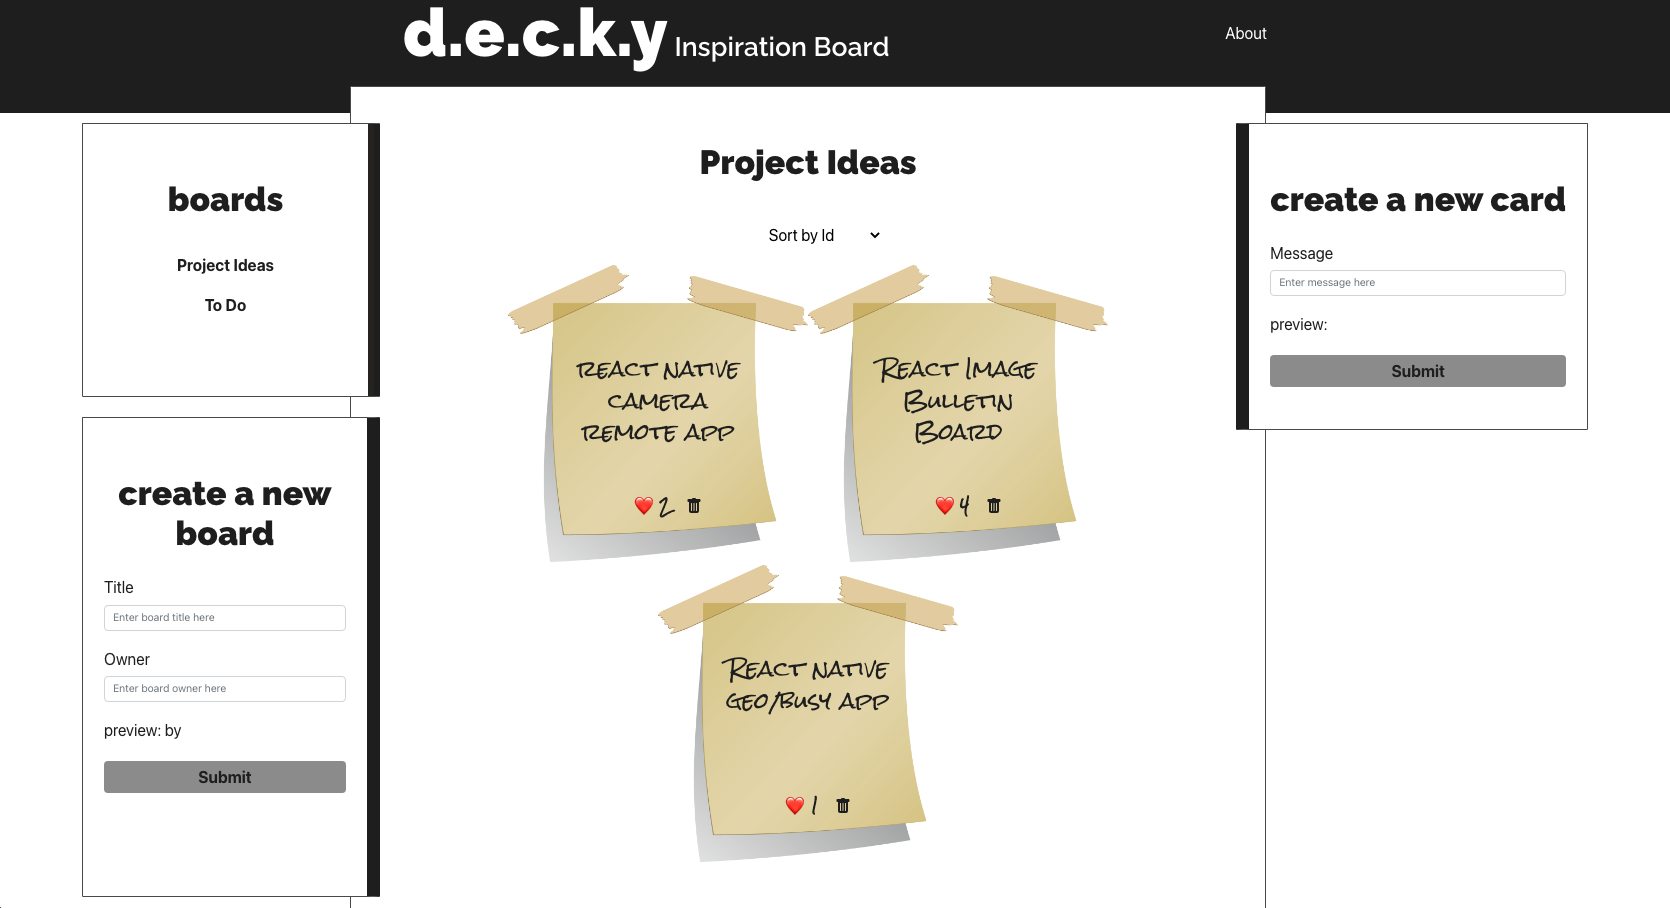 d.e.c.k.y Inspiration Board
About
boards
Project Ideas
To Do
create a new
board
Title
Enter board title here
Owner
Enter board owner here
preview: by
Submit
Project Ideas
Sort by Id
react native
camera
remote app
❤️ 2
React Image
Bulletin
Board
❤️ 4
React native
geo/busy app
❤️ 1
create a new card
Message
Enter message here
preview:
Submit